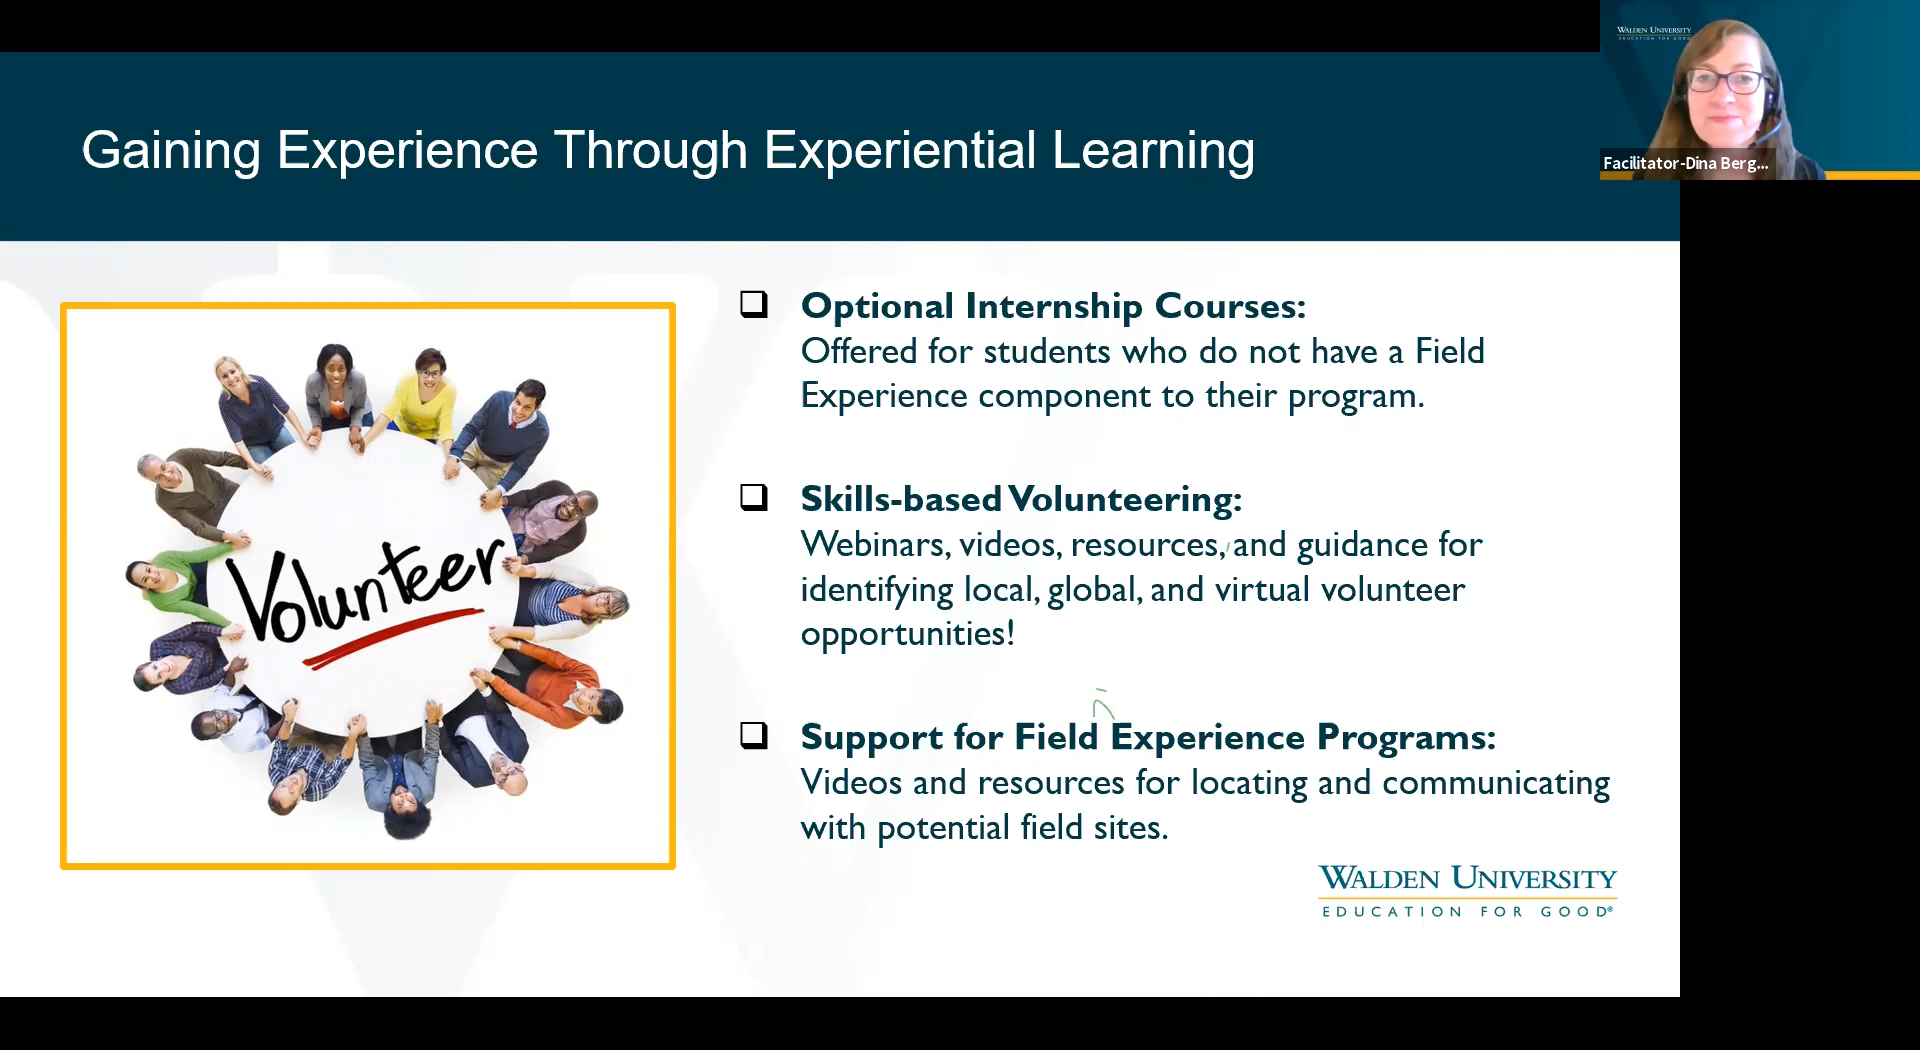 WALDEN UNIVERSITY
EDUCATION FOR GOOD
Facilitator-Dina Berg...
Gaining Experience Through Experiential Learning
Volunteer
❑ Optional Internship Courses:
Offered for students who do not have a Field
Experience component to their program.
❑ Skills-based Volunteering:
Webinars, videos, resources, and guidance for
identifying local, global, and virtual volunteer
opportunities!
❑ Support for Field Experience Programs:
Videos and resources for locating and communicating
with potential field sites.
WALDEN UNIVERSITY
EDUCATION FOR GOOD®